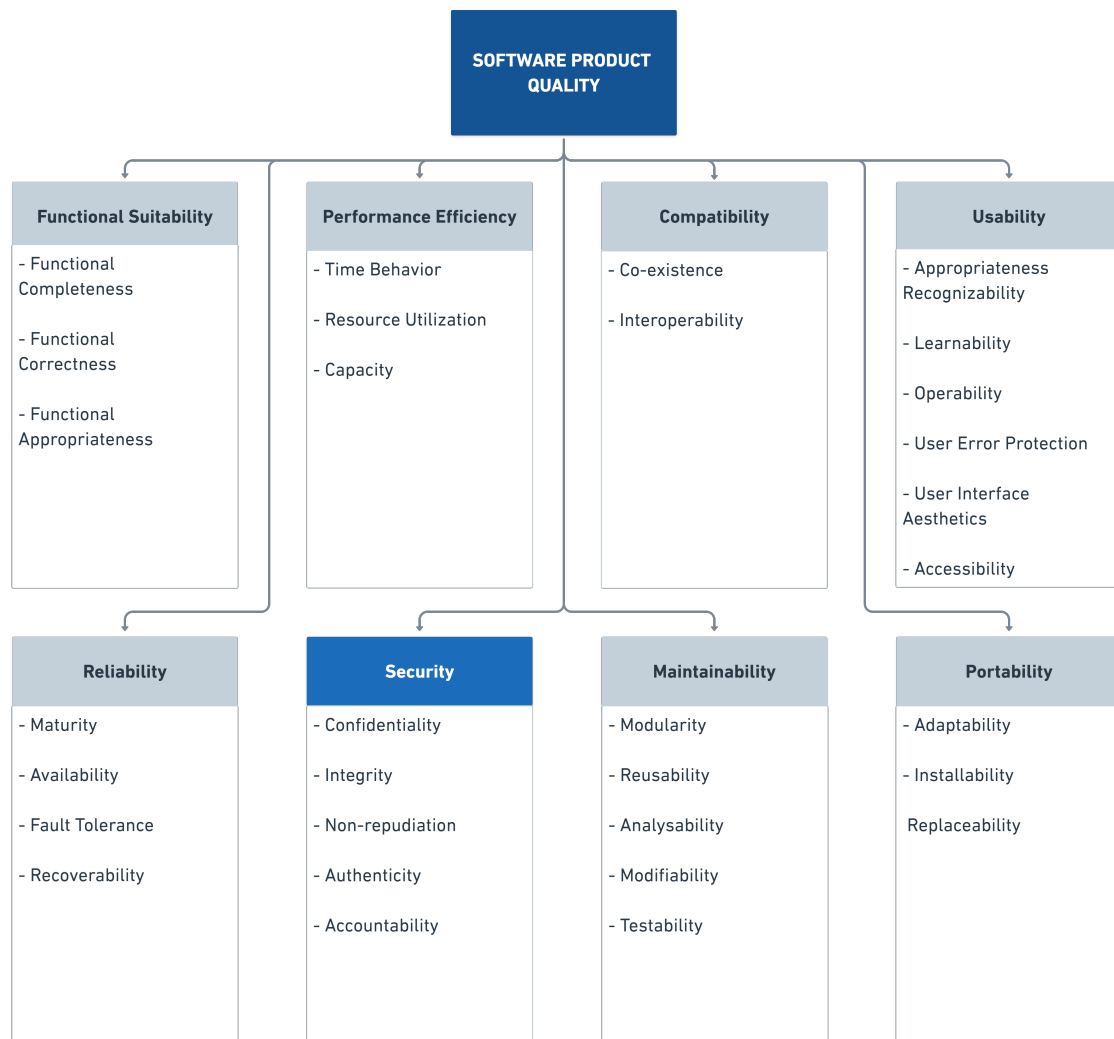 SOFTWARE PRODUCT
QUALITY
Functional Suitability
- Functional
Completeness
- Functional
Correctness
- Functional
Appropriateness
Performance Efficiency
- Time Behavior
- Resource Utilization
- Capacity
Compatibility
- Co-existence
- Interoperability
Usability
- Appropriateness
Recognizability
- Learnability
- Operability
- User Error Protection
- User Interface
Aesthetics
- Accessibility
Reliability
- Maturity
- Availability
- Fault Tolerance
- Recoverability
Security
- Confidentiality
- Integrity
- Non-repudiation
- Authenticity
- Accountability
Maintainability
- Modularity
- Reusability
- Analysability
- Modifiability
- Testability
Portability
- Adaptability
- Installability
Replaceability